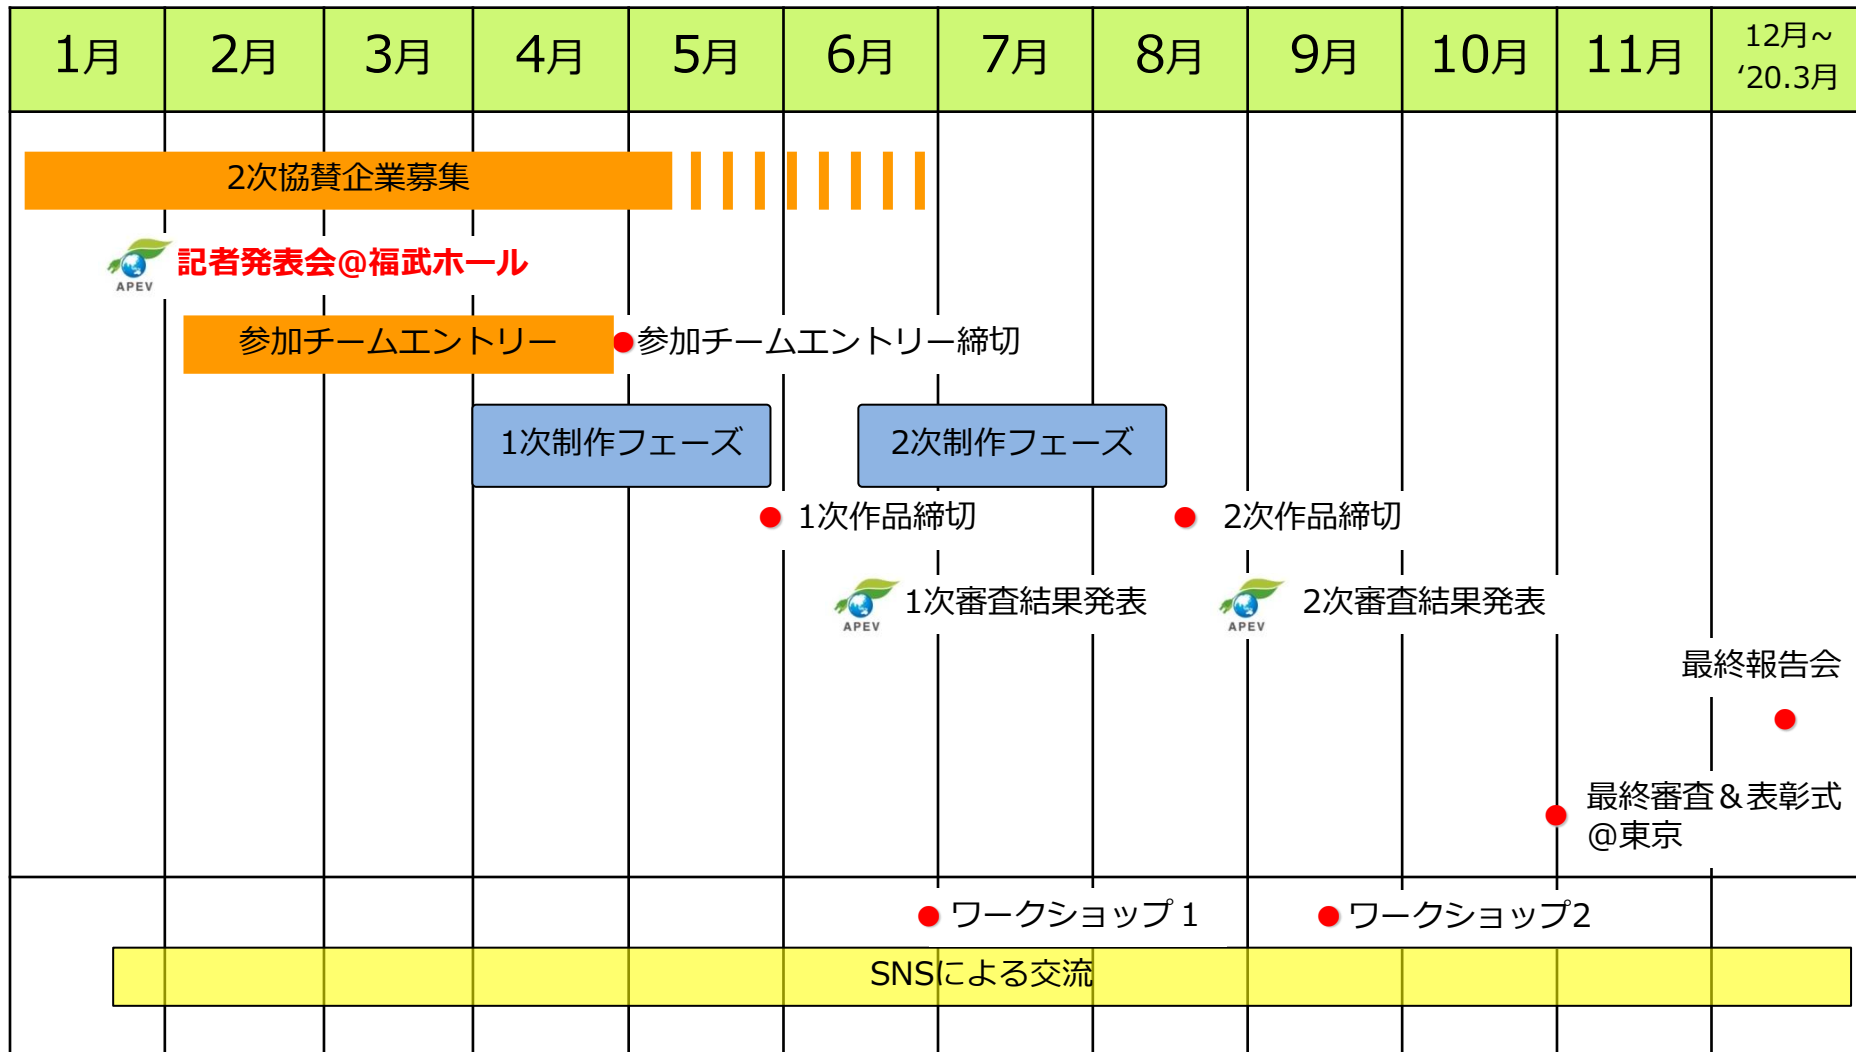 1月
2月
3月
4月
5月
6月
7月
8月
9月
10月
11月
12月~
‘20.3月
2次協賛企業募集
APEV
記者発表会@福武ホール
参加チームエントリー
参加チームエントリー締切
1次制作フェーズ
2次制作フェーズ
1次作品締切
2次作品締切
APEV
1次審査結果発表
APEV
2次審査結果発表
最終報告会
最終審査＆表彰式
@東京
ワークショップ１
ワークショップ2
SNSによる交流